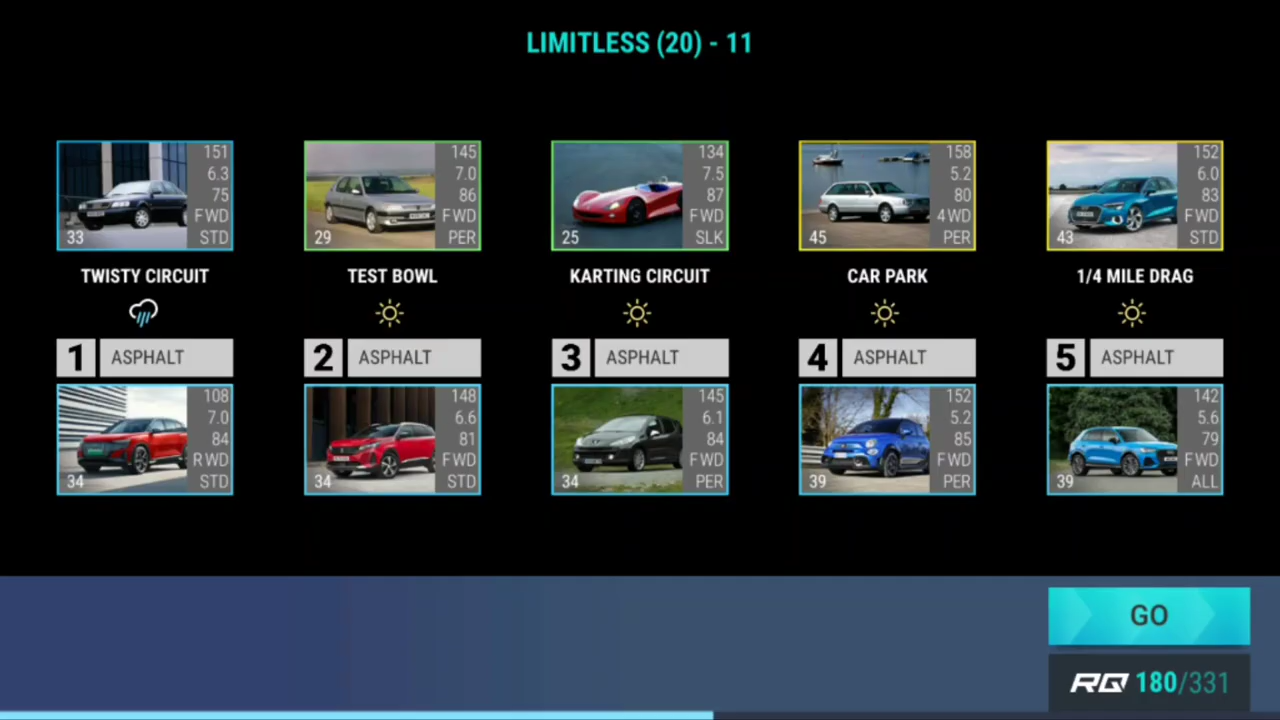 LIMITLESS (20) - 11
151
6.3
75
FWD
STD
33
145
7.0
86
FWD
PER
29
134
7.5
87
FWD
SLK
25
158
5.2
80
4WD
PER
45
152
6.0
83
FWD
STD
43
TWISTY CIRCUIT
TEST BOWL
KARTING CIRCUIT
CAR PARK
1/4 MILE DRAG
1 ASPHALT
2 ASPHALT
3 ASPHALT
4 ASPHALT
5 ASPHALT
108
7.0
84
RWD
STD
34
148
6.6
81
FWD
STD
34
145
6.1
84
FWD
PER
34
152
5.2
85
FWD
PER
39
142
5.6
79
FWD
ALL
39
GO
RQ 180/331